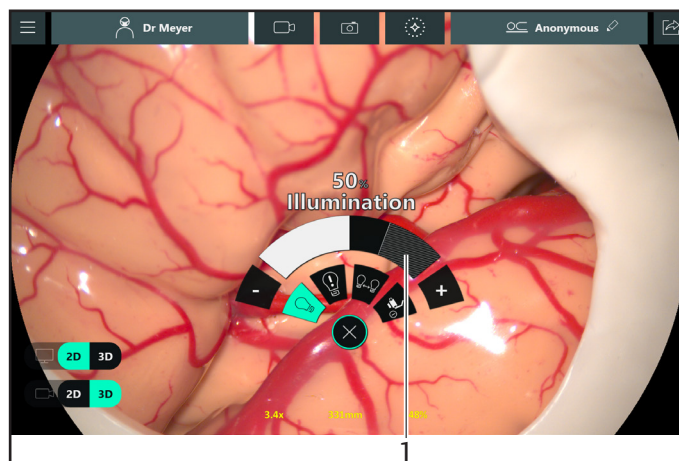 Dr Meyer
Anonymous
50%
Illumination
- +
2D 3D
2D 3D
3.4x 331mm 48%
1